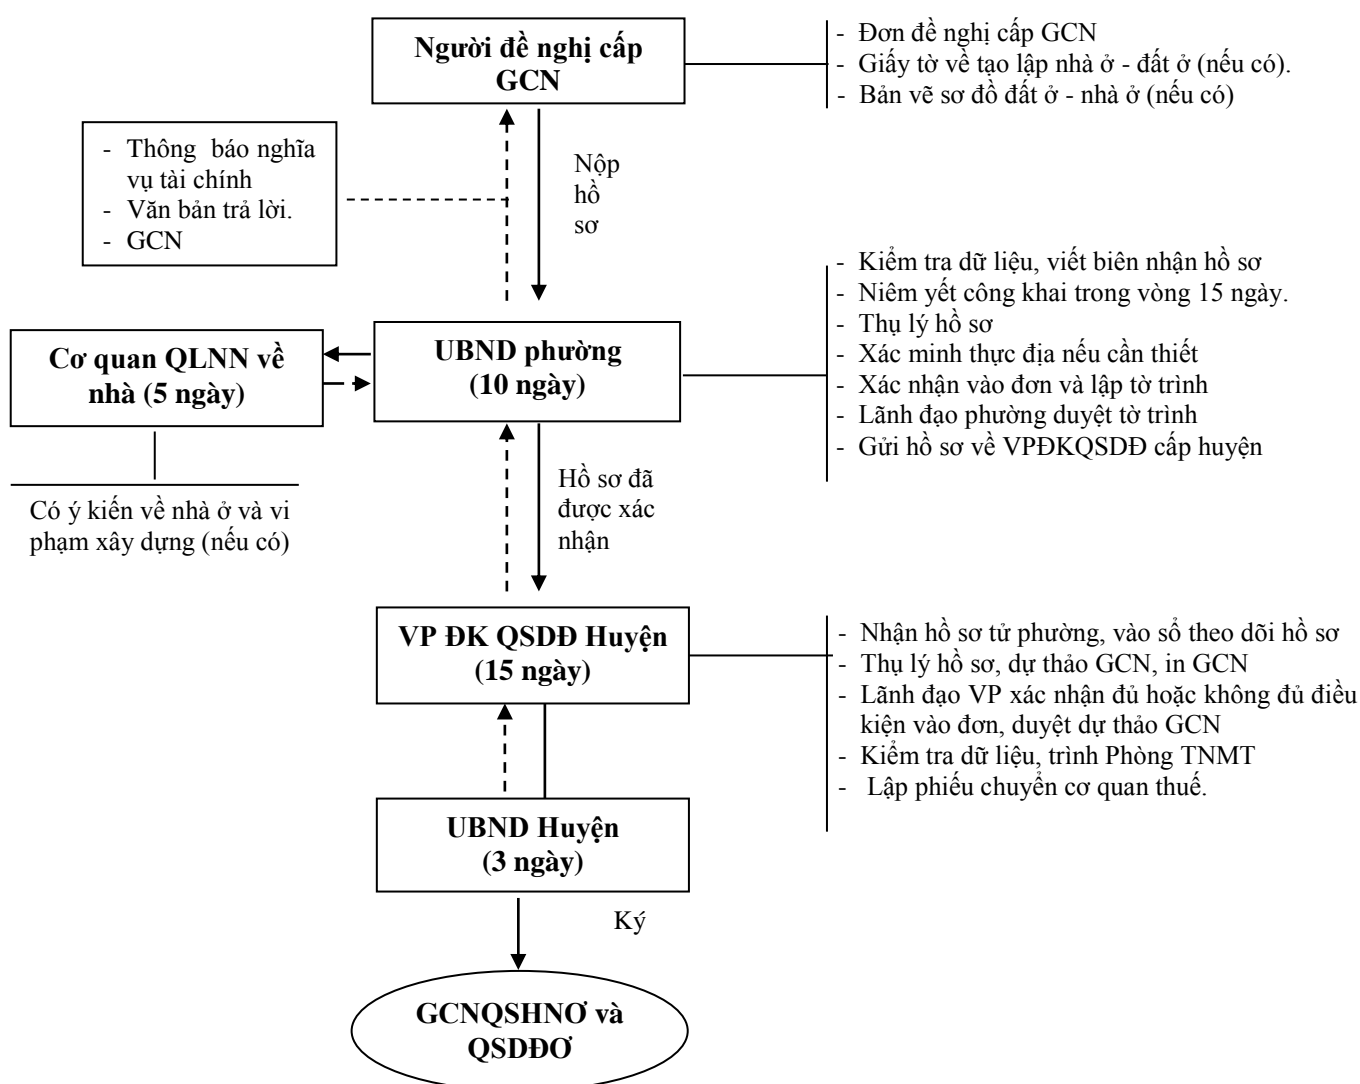 Người đề nghị cấp
GCN
- Đơn đề nghị cấp GCN
- Giấy tờ về tạo lập nhà ở - đất ở (nếu có).
- Bản vẽ sơ đồ đất ở - nhà ở (nếu có)
- Thông báo nghĩa
vụ tài chính
- Văn bản trả lời.
- GCN
Nộp
hồ
sơ
Cơ quan QLNN về
nhà (5 ngày)
UBND phường
(10 ngày)
- Kiểm tra dữ liệu, viết biên nhận hồ sơ
- Niêm yết công khai trong vòng 15 ngày.
- Thụ lý hồ sơ
- Xác minh thực địa nếu cần thiết
- Xác nhận vào đơn và lập tờ trình
- Lãnh đạo phường duyệt tờ trình
- Gửi hồ sơ về VPĐKQSDĐ cấp huyện
Có ý kiến về nhà ở và vi
phạm xây dựng (nếu có)
Hồ sơ đã
được xác
nhận
VP ĐK QSDĐ Huyện
(15 ngày)
- Nhận hồ sơ tử phường, vào sổ theo dõi hồ sơ
- Thụ lý hồ sơ, dự thảo GCN, in GCN
- Lãnh đạo VP xác nhận đủ hoặc không đủ điều
kiện vào đơn, duyệt dự thảo GCN
- Kiểm tra dữ liệu, trình Phòng TNMT
- Lập phiếu chuyển cơ quan thuế.
UBND Huyện
(3 ngày)
Ký
GCNQSHNƠ và
QSDĐƠ